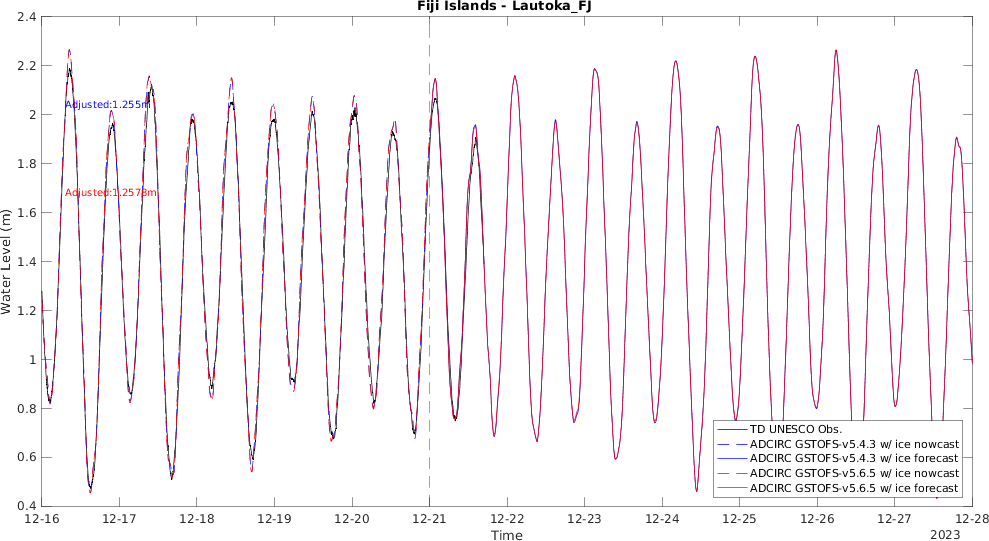 Fiji Islands - Lautoka_FJ
2.4
2.2
2
1.8
1.6
1.4
1.2
1
0.8
0.6
0.4
Water Level (m)
Adjusted:1.255m
Adjusted:1.2578m
TD UNESCO Obs.
ADCIRC GSTOFS-v5.4.3 w/ ice nowcast
ADCIRC GSTOFS-v5.4.3 w/ ice forecast
ADCIRC GSTOFS-v5.6.5 w/ ice nowcast
ADCIRC GSTOFS-v5.6.5 w/ ice forecast
12-16 12-17 12-18 12-19 12-20 12-21 12-22 12-23 12-24 12-25 12-26 12-27 12-28
Time
2023